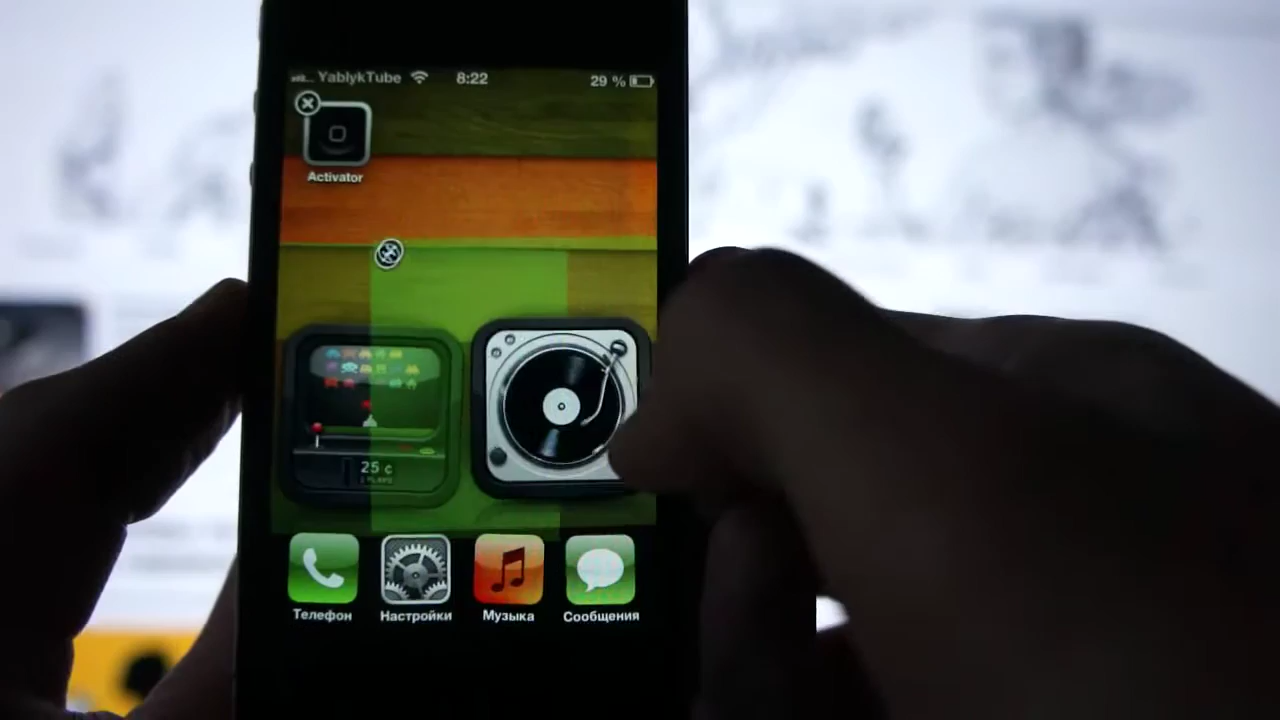 YablykTube 8:22 29 %
Activator
25 c
Телефон Настройки Музыка Сообщения